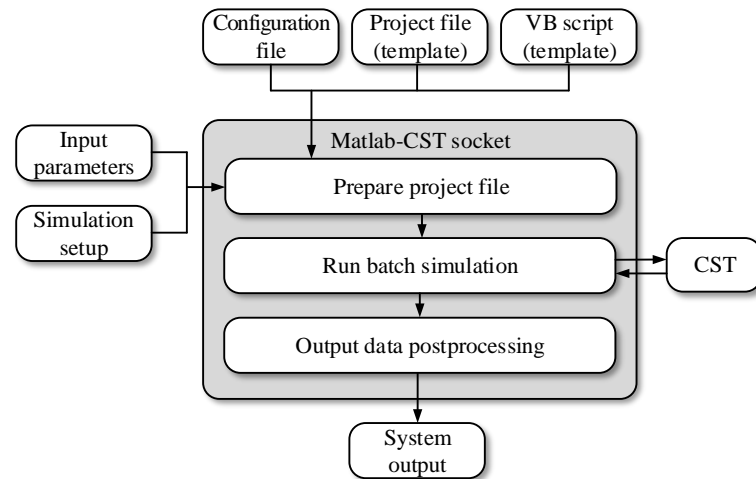 Configuration
file
Project file
(template)
VB script
(template)
Matlab-CST socket
Input
parameters
Prepare project file
Simulation
setup
Run batch simulation
CST
Output data postprocessing
System
output